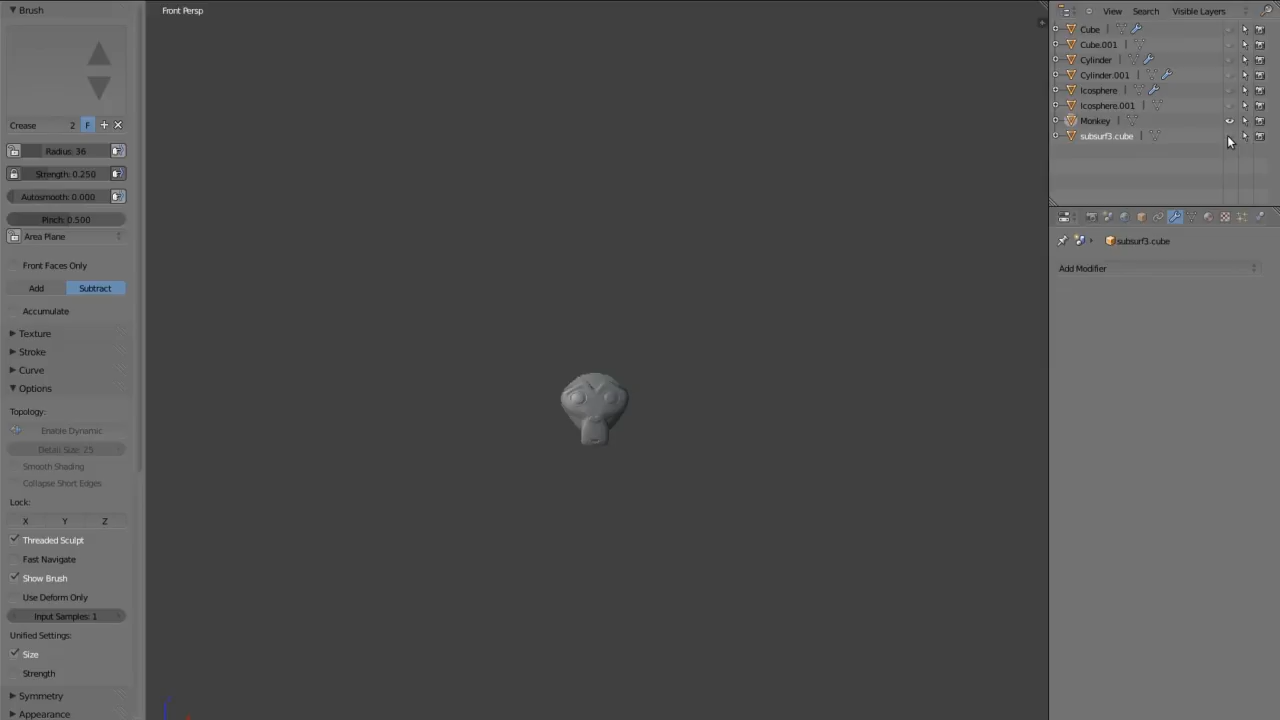 Brush
Crease 2 F
Radius: 36
Strength: 0.250
Autosmooth: 0.000
Pinch: 0.500
Area Plane
Front Faces Only
Add Subtract
Accumulate
Texture
Stroke
Curve
Options
Topology:
Enable Dynamic
Detail Size: 25
Smooth Shading
Collapse Short Edges
Lock:
X Y Z
Threaded Sculpt
Fast Navigate
Show Brush
Use Deform Only
Input Samples: 1
Unified Settings:
Size
Strength
Symmetry
Appearance
Front Persp
View Search Visible Layers
Cube
Cube.001
Cylinder
Cylinder.001
Icosphere
Icosphere.001
Monkey
subsurf3.cube
subsurf3.cube
Add Modifier